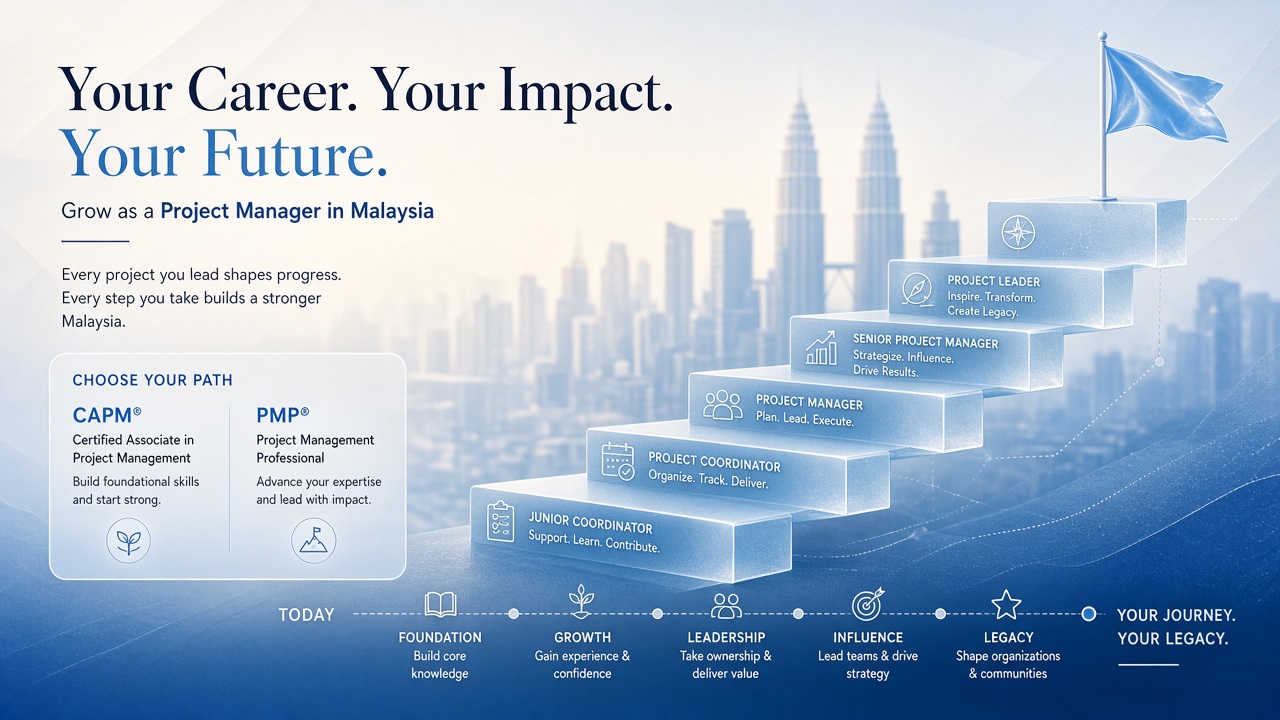 Your Career. Your Impact.
Your Future.
Grow as a Project Manager in Malaysia
Every project you lead shapes progress.
Every step you take builds a stronger
Malaysia.
CHOOSE YOUR PATH
CAPM®
Certified Associate in
Project Management
Build foundational skills
and start strong.
PMP®
Project Management
Professional
Advance your expertise
and lead with impact.
PROJECT LEADER
Inspire. Transform.
Create Legacy.
SENIOR PROJECT MANAGER
Strategize. Influence.
Drive Results.
PROJECT MANAGER
Plan. Lead. Execute.
PROJECT COORDINATOR
Organize. Track. Deliver.
JUNIOR COORDINATOR
Support. Learn. Contribute.
TODAY
FOUNDATION
Build core
knowledge
GROWTH
Gain experience &
confidence
LEADERSHIP
Take ownership &
deliver value
INFLUENCE
Lead teams & drive
strategy
LEGACY
Shape organizations
& communities
YOUR JOURNEY.
YOUR LEGACY.